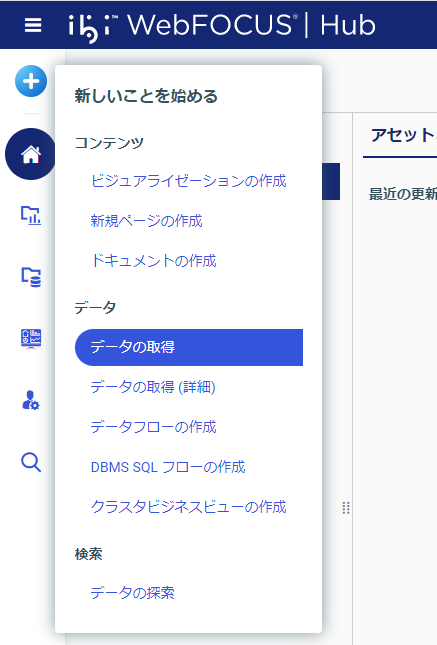 ibi™ WebFOCUS® | Hub
新しいことを始める
コンテンツ
ビジュアライゼーションの作成
新規ページの作成
ドキュメントの作成
データ
データの取得
データの取得 (詳細)
データフローの作成
DBMS SQL フローの作成
クラスタビジネスビューの作成
検索
データの探索
アセット
最近の更新